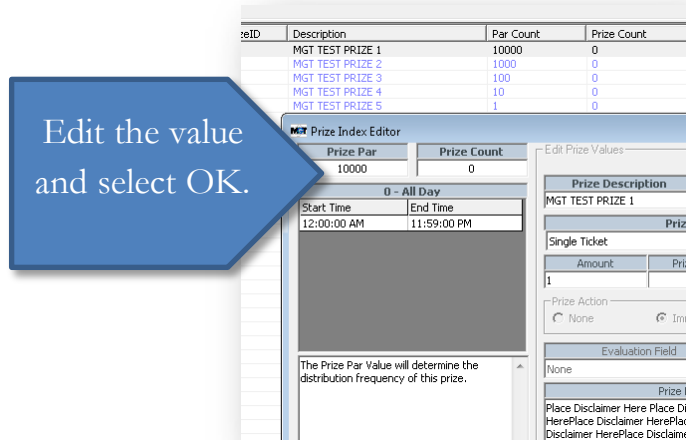 zeID Description Par Count Prize Count
MGT TEST PRIZE 1 10000 0
MGT TEST PRIZE 2 1000 0
MGT TEST PRIZE 3 100 0
MGT TEST PRIZE 4 10 0
MGT TEST PRIZE 5 1 0
Edit the value
and select OK.
MGT Prize Index Editor
Prize Par Prize Count
10000 0
0 - All Day
Start Time End Time
12:00:00 AM 11:59:00 PM
The Prize Par Value will determine the
distribution frequency of this prize.
Edit Prize Values
Prize Description
MGT TEST PRIZE 1
Priz
Single Ticket
Amount Pri
1
Prize Action
None Im
Evaluation Field
None
Prize
Place Disclaimer Here Place Di
HerePlace Disclaimer HerePlac
Disclaimer HerePlace Disclaime